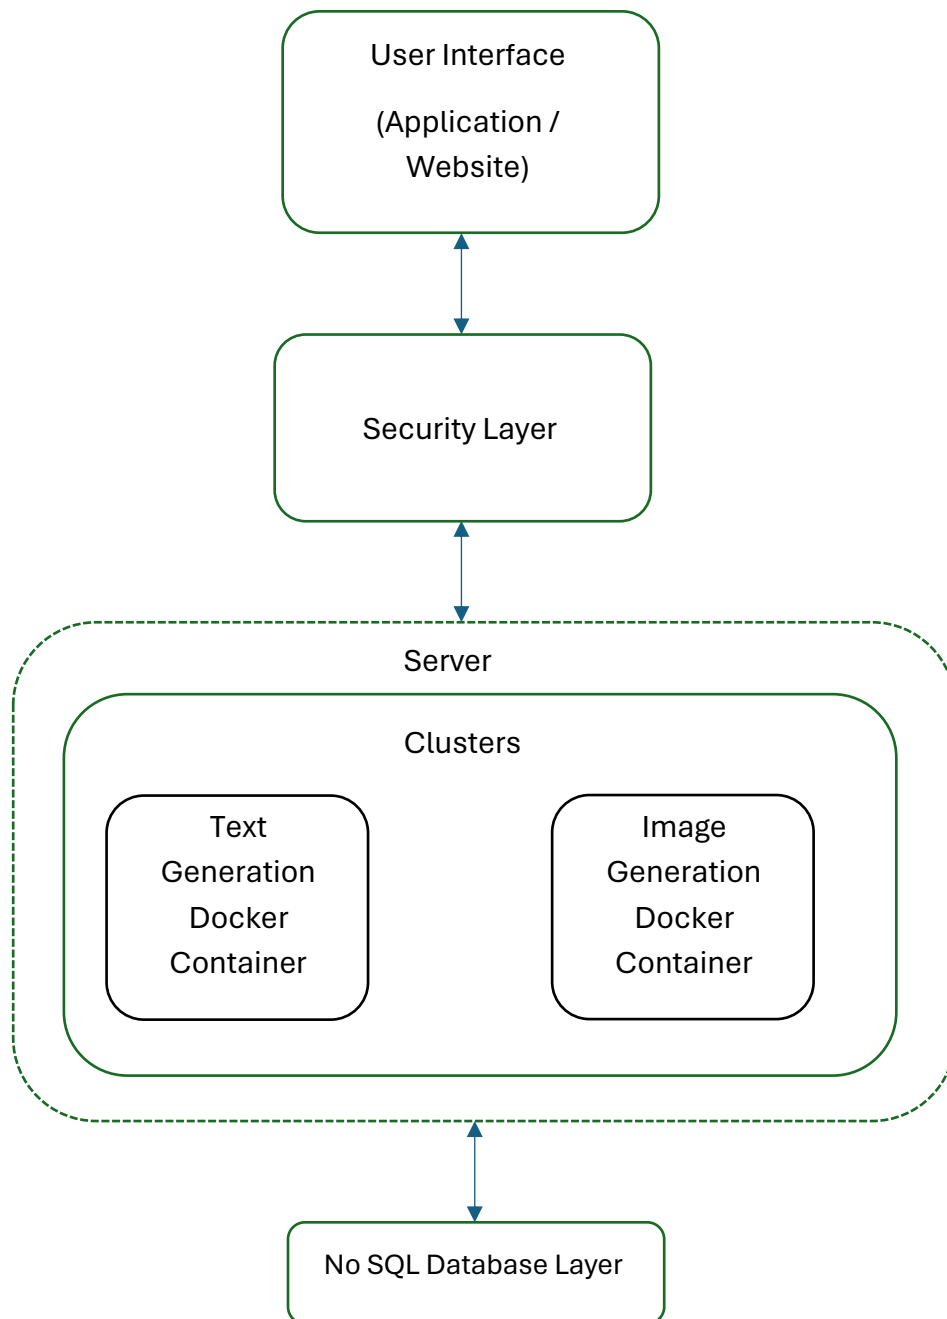 User Interface
(Application /
Website)
Security Layer
Server
Clusters
Text
Generation
Docker
Container
Image
Generation
Docker
Container
No SQL Database Layer